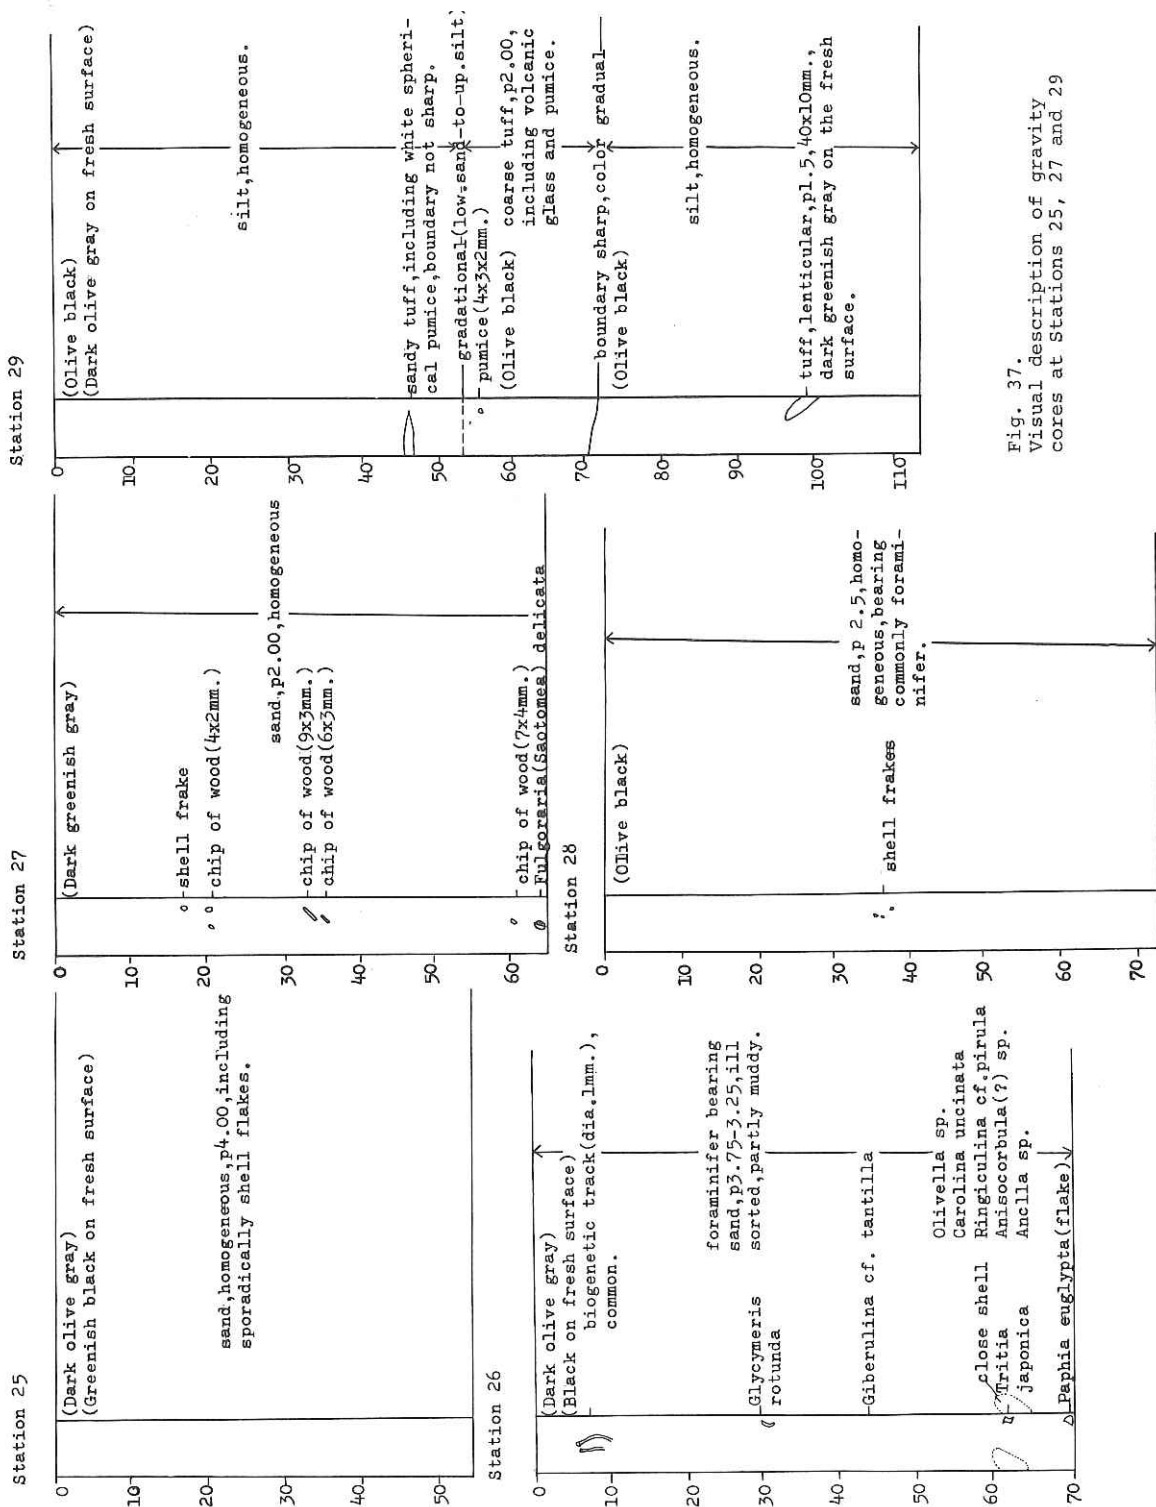 Station 25
0
10
20
30
40
50
(Dark olive gray)
(Greenish black on fresh surface)
sand,homogeneous,p4.00,including
sporadically shell flakes.
Station 26
0
10
20
30
40
50
60
70
(Dark olive gray)
(Black on fresh surface)
biogenetic track(dia.1mm.),
common.
foraminifer bearing
sand,p3.75-3.25,ill
sorted,partly muddy.
Glycymeris
rotunda
Giberulina cf. tantilla
Olivella sp.
Carolina uncinata
close shell Ringiculina cf.pirula
Tritia Anisocorbula(?) sp.
japonica Anclla sp.
Paphia euglypta(flake)
Station 27
0
10
20
30
40
50
60
(Dark greenish gray)
shell frake
chip of wood(4x2mm.)
sand,p2.00,homogeneous
chip of wood(9x3mm.)
chip of wood(6x3mm.)
chip of wood(7x4mm.)
Fulgoraria(Saotomea) delicata
Station 28
0
10
20
30
40
50
60
70
(Olive black)
sand,p 2.5,homo-
geneous,bearing
commonly forami-
nifer.
shell frakes
Station 29
0
10
20
30
40
50
60
70
80
90
100
110
(Olive black)
(Dark olive gray on fresh surface)
silt,homogeneous.
sandy tuff,including white spheri-
cal pumice,boundary not sharp.
gradational(low.sand-to-up.silt)
pumice(4x3x2mm.)
(Olive black) coarse tuff,p2.00,
including volcanic
glass and pumice.
boundary sharp,color gradual
(Olive black)
silt,homogeneous.
tuff,lenticular,p1.5,40x10mm.,
dark greenish gray on the fresh
surface.
Fig. 37.
Visual description of gravity
cores at Stations 25, 27 and 29